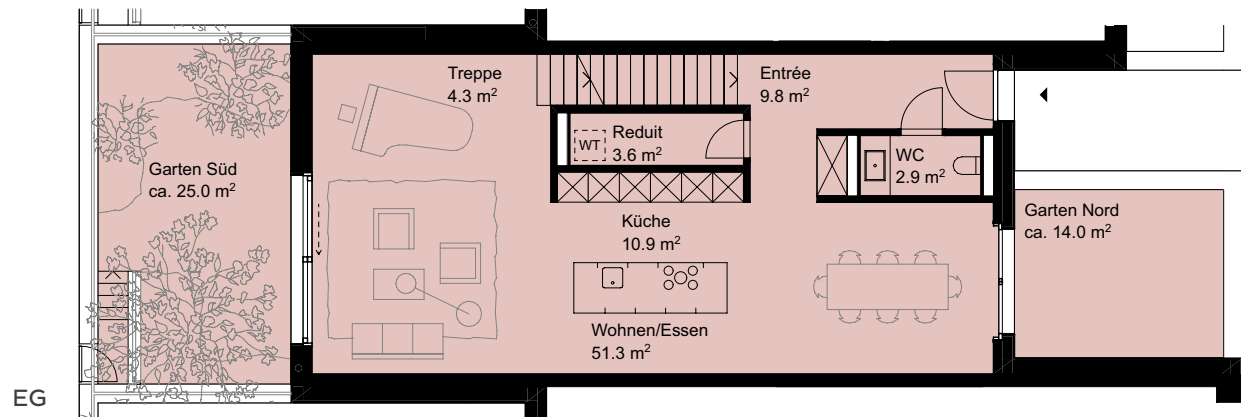 Treppe
4.3 m²
Entrée
9.8 m²
Reduit
3.6 m²
WT
WC
2.9 m²
Garten Süd
ca. 25.0 m²
Küche
10.9 m²
Garten Nord
ca. 14.0 m²
Wohnen/Essen
51.3 m²
EG